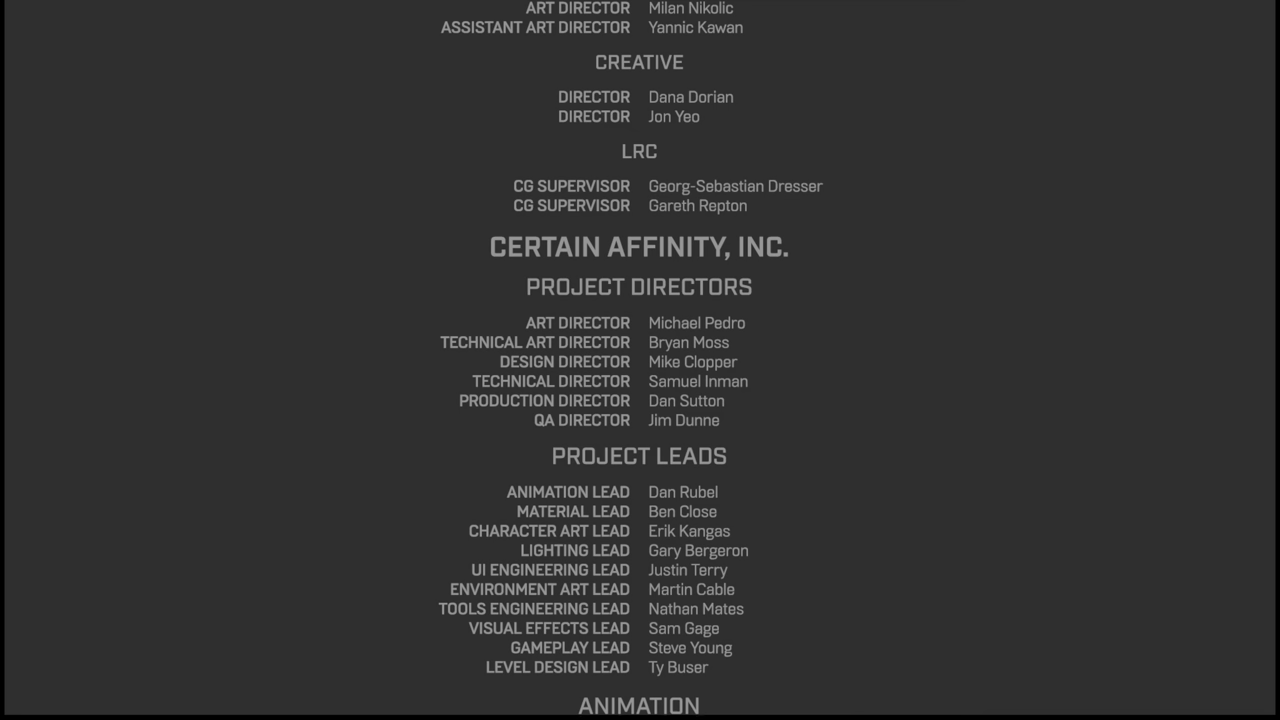 ART DIRECTOR Milan Nikolic
ASSISTANT ART DIRECTOR Yannic Kawan
CREATIVE
DIRECTOR Dana Dorian
DIRECTOR Jon Yeo
LRC
CG SUPERVISOR Georg-Sebastian Dresser
CG SUPERVISOR Gareth Repton
CERTAIN AFFINITY, INC.
PROJECT DIRECTORS
ART DIRECTOR Michael Pedro
TECHNICAL ART DIRECTOR Bryan Moss
DESIGN DIRECTOR Mike Clopper
TECHNICAL DIRECTOR Samuel Inman
PRODUCTION DIRECTOR Dan Sutton
QA DIRECTOR Jim Dunne
PROJECT LEADS
ANIMATION LEAD Dan Rubel
MATERIAL LEAD Ben Close
CHARACTER ART LEAD Erik Kangas
LIGHTING LEAD Gary Bergeron
UI ENGINEERING LEAD Justin Terry
ENVIRONMENT ART LEAD Martin Cable
TOOLS ENGINEERING LEAD Nathan Mates
VISUAL EFFECTS LEAD Sam Gage
GAMEPLAY LEAD Steve Young
LEVEL DESIGN LEAD Ty Buser
ANIMATION